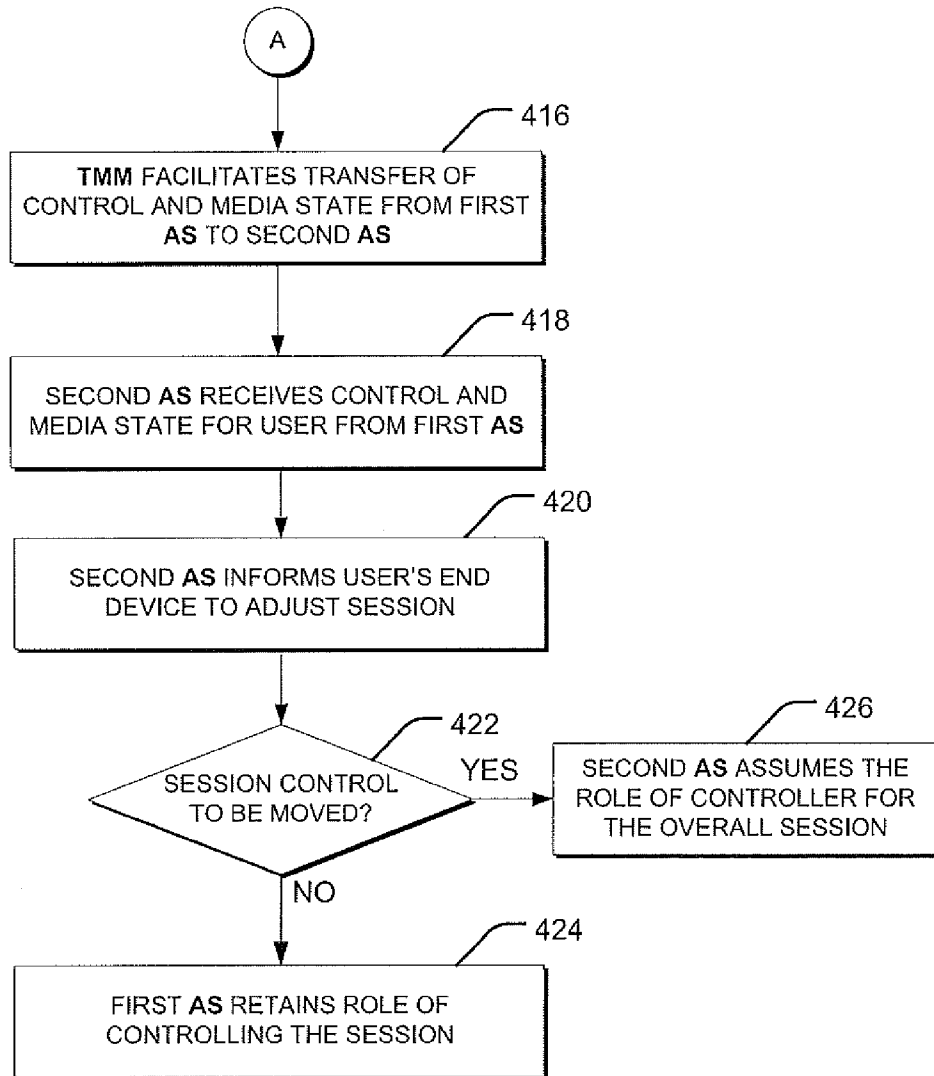 A
416
TMM FACILITATES TRANSFER OF
CONTROL AND MEDIA STATE FROM FIRST
AS TO SECOND AS
418
SECOND AS RECEIVES CONTROL AND
MEDIA STATE FOR USER FROM FIRST AS
420
SECOND AS INFORMS USER'S END
DEVICE TO ADJUST SESSION
422
SESSION CONTROL
TO BE MOVED?
YES
426
SECOND AS ASSUMES THE
ROLE OF CONTROLLER FOR
THE OVERALL SESSION
NO
424
FIRST AS RETAINS ROLE OF
CONTROLLING THE SESSION